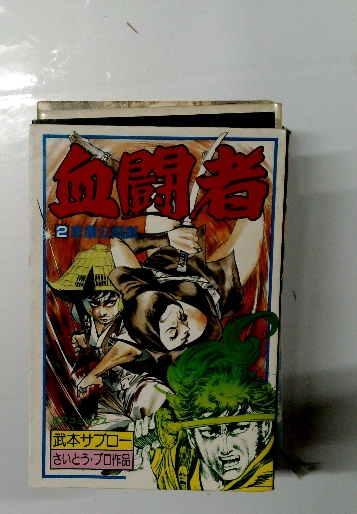 血闘者
2
武本サブロー
さいとう・プロ作品